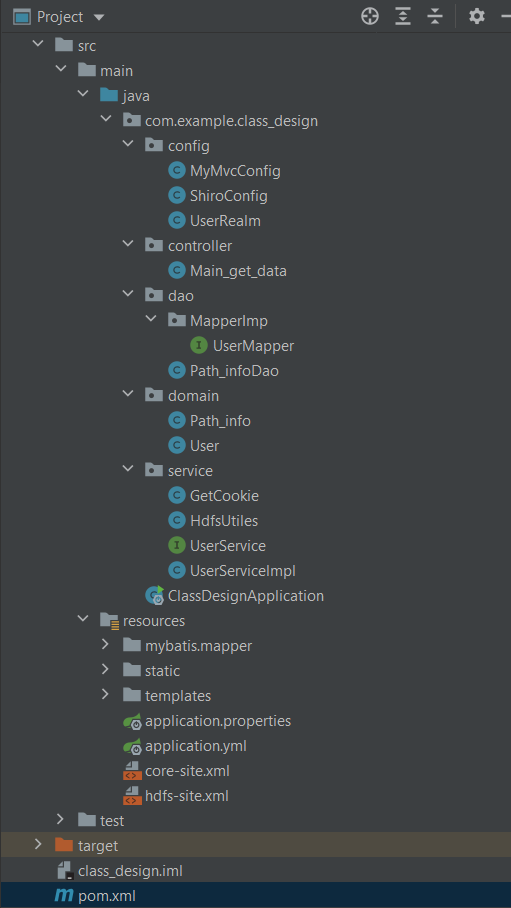 Project
src
main
java
com.example.class_design
config
MyMvcConfig
ShiroConfig
UserRealm
controller
Main_get_data
dao
MapperImp
UserMapper
Path_infoDao
domain
Path_info
User
service
GetCookie
HdfsUtiles
UserService
UserServiceImpl
ClassDesignApplication
resources
mybatis.mapper
static
templates
application.properties
application.yml
core-site.xml
hdfs-site.xml
test
target
class_design.iml
pom.xml